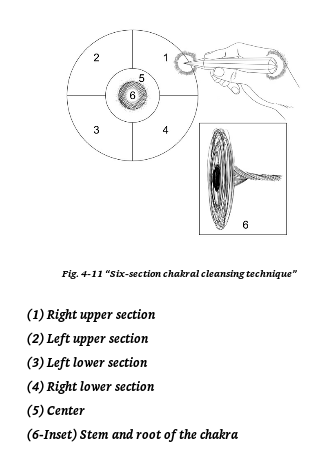 2
1
5
6
3
4
6
Fig. 4-11 “Six-section chakral cleansing technique”
(1) Right upper section
(2) Left upper section
(3) Left lower section
(4) Right lower section
(5) Center
(6-Inset) Stem and root of the chakra